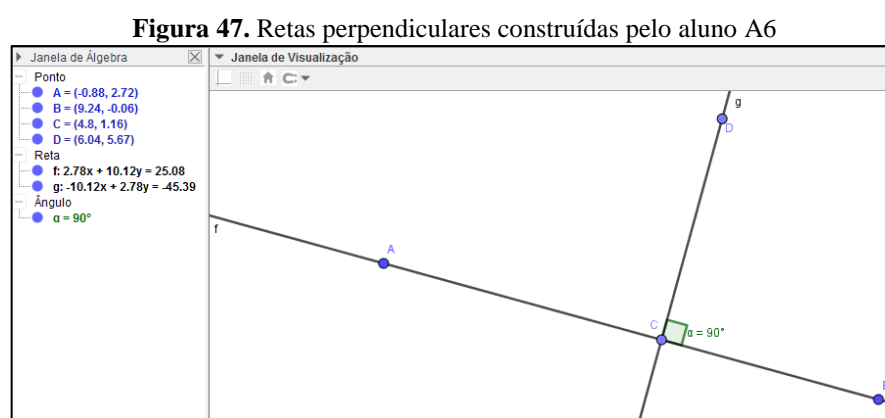 Figura 47. Retas perpendiculares construídas pelo aluno A6
Janela de Álgebra
Ponto
A = (-0.88, 2.72)
B = (9.24, -0.06)
C = (4.8, 1.16)
D = (6.04, 5.67)
Reta
f: 2.78x + 10.12y = 25.08
g: -10.12x + 2.78y = -45.39
Ângulo
α = 90°
Janela de Visualização
g
D
f
A
C
α = 90°
B